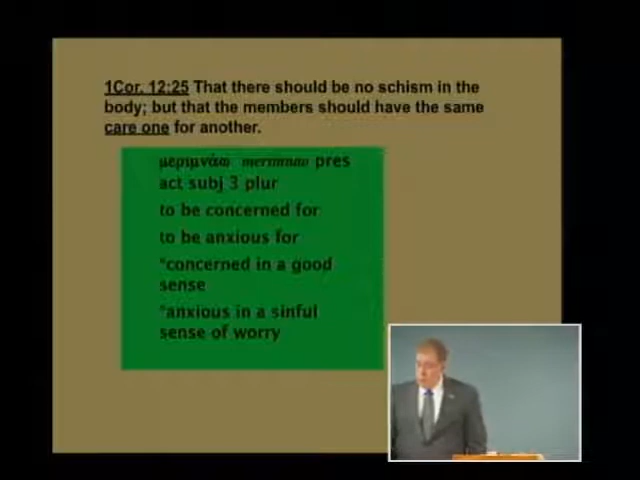 1Cor. 12:25 That there should be no schism in the
body; but that the members should have the same
care one for another.
μεριμνάω merimnao pres
act subj 3 plur
to be concerned for
to be anxious for
*concerned in a good
sense
*anxious in a sinful
sense of worry